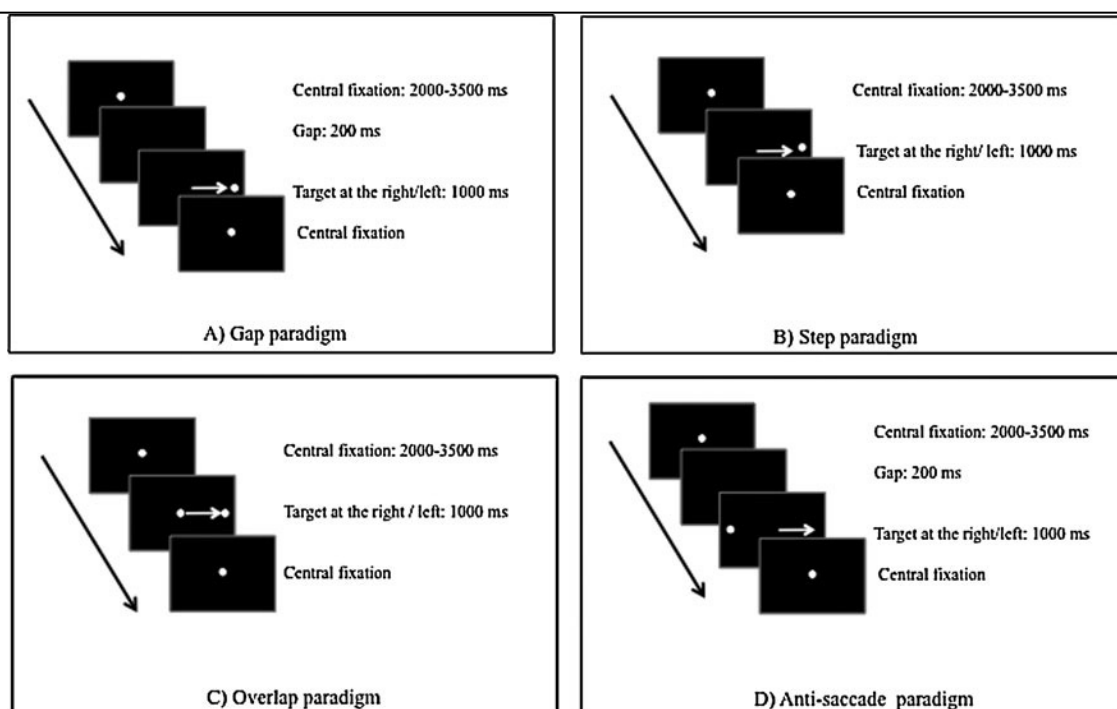 Central fixation: 2000-3500 ms
Gap: 200 ms
Target at the right/left: 1000 ms
Central fixation
A) Gap paradigm
Central fixation: 2000-3500 ms
Target at the right/ left: 1000 ms
Central fixation
B) Step paradigm
Central fixation: 2000-3500 ms
Target at the right / left: 1000 ms
Central fixation
C) Overlap paradigm
Central fixation: 2000-3500 ms
Gap: 200 ms
Target at the right/left: 1000 ms
Central fixation
D) Anti-saccade paradigm